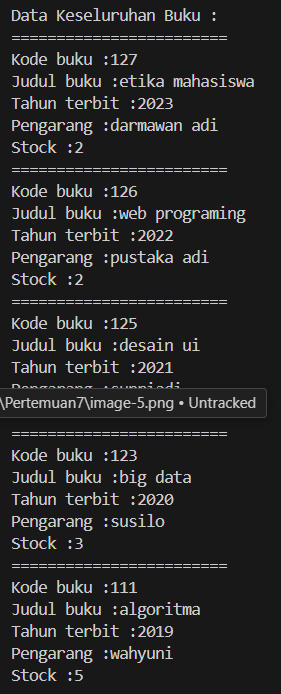 Data Keseluruhan Buku :
========================
Kode buku :127
Judul buku :etika mahasiswa
Tahun terbit :2023
Pengarang :darmawan adi
Stock :2
========================
Kode buku :126
Judul buku :web programing
Tahun terbit :2022
Pengarang :pustaka adi
Stock :2
========================
Kode buku :125
Judul buku :desain ui
Tahun terbit :2021
Pengarang :
\Pertemuan7\image-5.png • Untracked
========================
Kode buku :123
Judul buku :big data
Tahun terbit :2020
Pengarang :susilo
Stock :3
========================
Kode buku :111
Judul buku :algoritma
Tahun terbit :2019
Pengarang :wahyuni
Stock :5